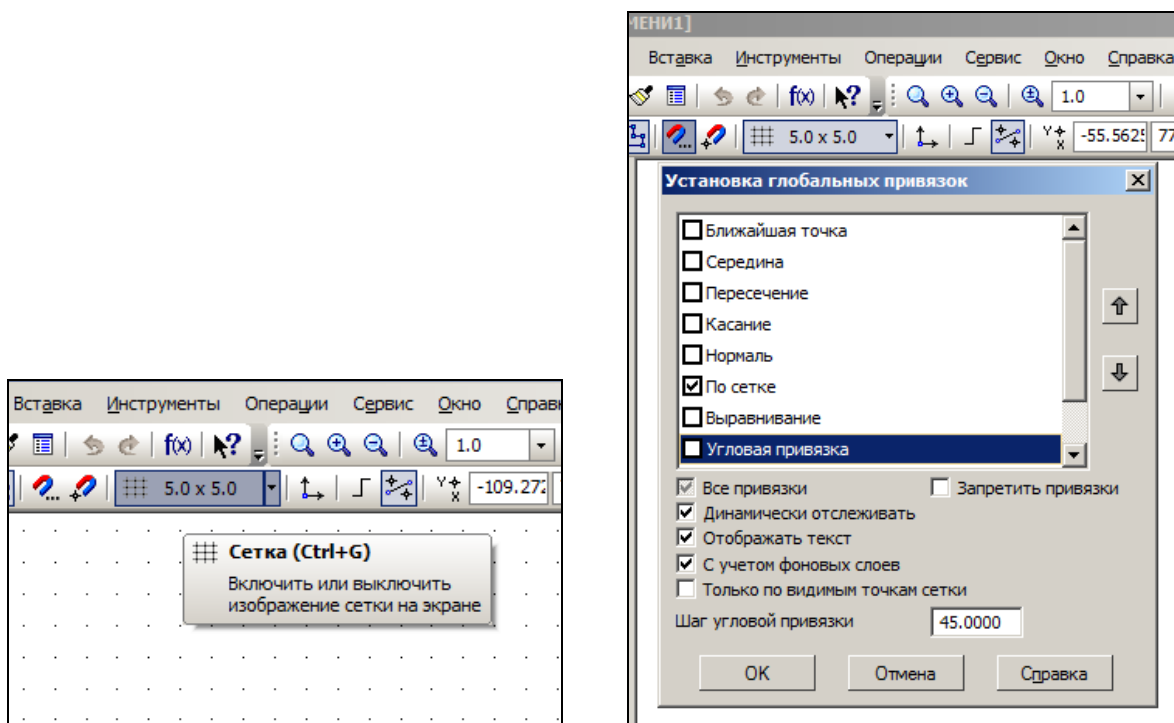 Вставка Инструменты Операции Сервис Окно
f(x) 1.0
5.0 x 5.0 Y X -109.272
Сетка (Ctrl+G)
Включить или выключить
изображение сетки на экране
МЕНИ1]
Вставка Инструменты Операции Сервис Окно Справка
f(x) 1.0
5.0 x 5.0 Y X -55.5625 77
Установка глобальных привязок
Ближайшая точка
Середина
Пересечение
Касание
Нормаль
По сетке
Выравнивание
Угловая привязка
Все привязки Запретить привязки
Динамически отслеживать
Отображать текст
С учетом фоновых слоев
Только по видимым точкам сетки
Шаг угловой привязки 45.0000
OK Отмена Справка